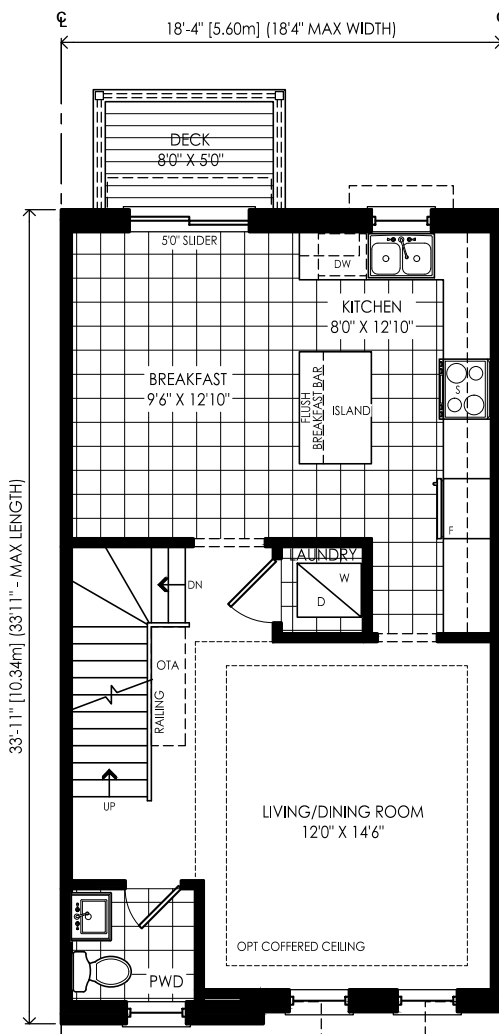 ℄
18'-4" [5.60m] (18'4" MAX WIDTH)
DECK
8'0" X 5'0"
5'0" SLIDER
DW
KITCHEN
8'0" X 12'10"
BREAKFAST
9'6" X 12'10"
FLUSH
BREAKFAST BAR
ISLAND
S
F
33'-11" [10.34m] (33'11" - MAX LENGTH)
LAUNDRY
W
D
DN
OTA
RAILING
UP
LIVING/DINING ROOM
12'0" X 14'6"
OPT COFFERED CEILING
PWD